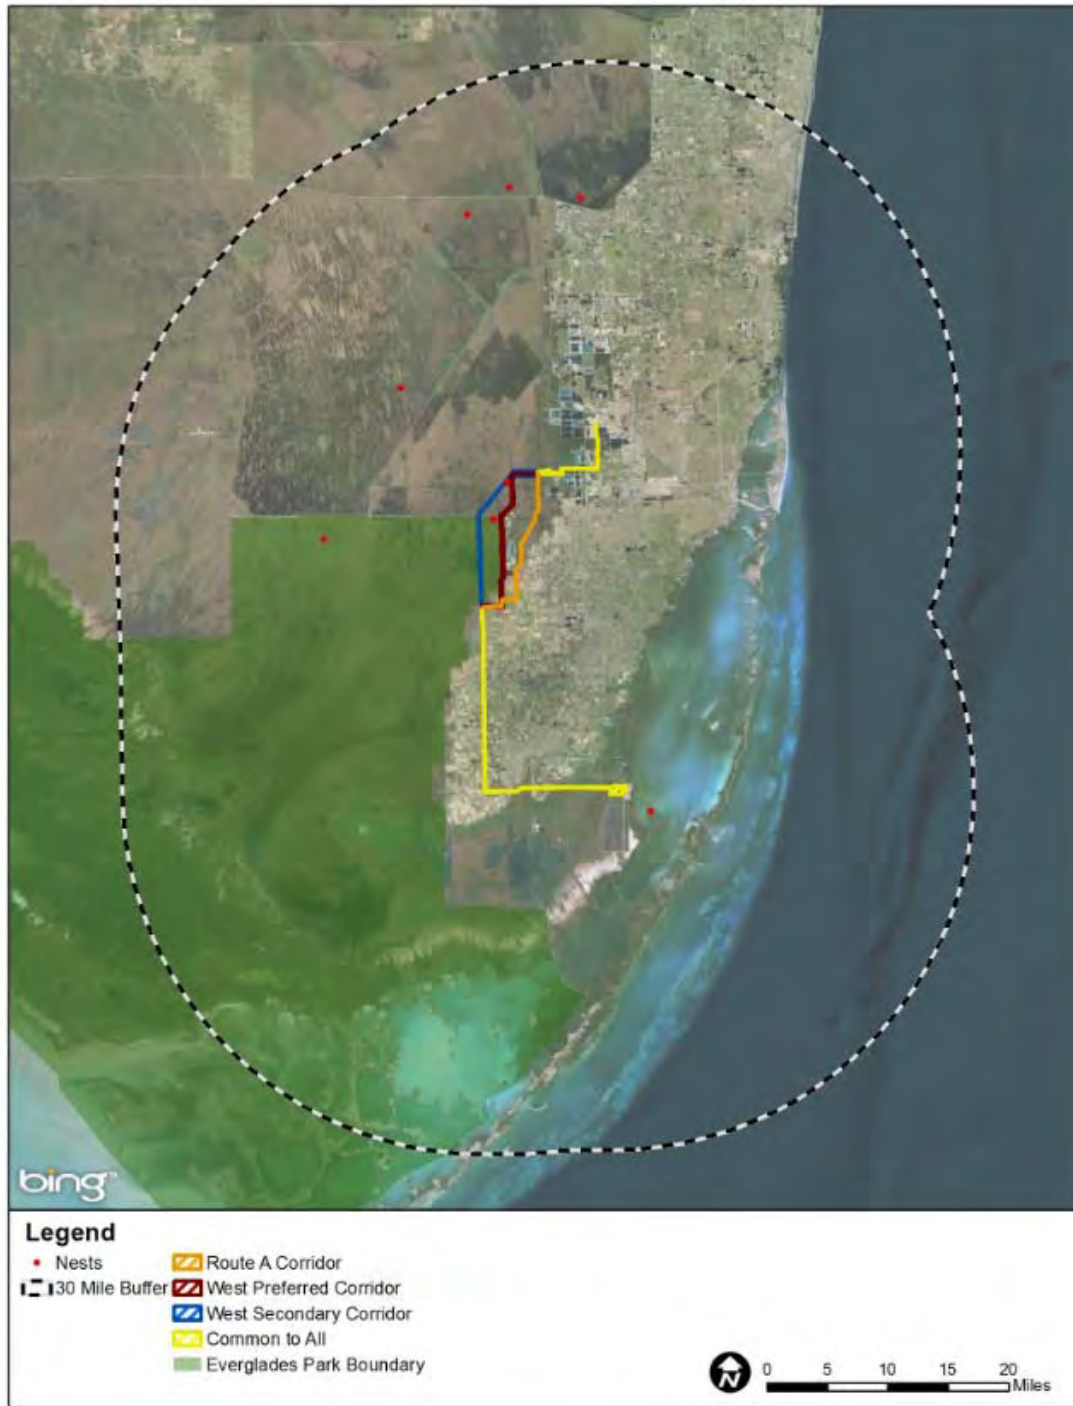 bing™
Legend
Nests
30 Mile Buffer
Route A Corridor
West Preferred Corridor
West Secondary Corridor
Common to All
Everglades Park Boundary
N
0 5 10 15 20
Miles